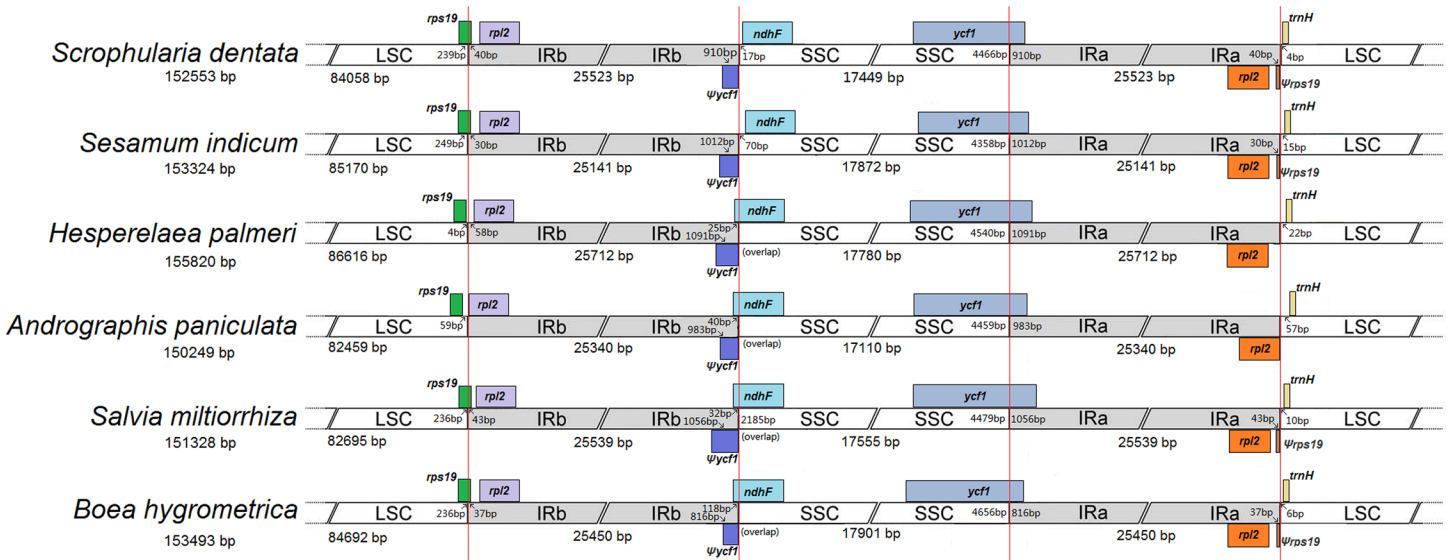 rps19 rpl2 ndhF ycf1 trnH
Scrophularia dentata LSC 239bp 40bp IRb IRb 910bp 17bp SSC SSC 4466bp 910bp IRa IRa 40bp 4bp LSC
152553 bp 84058 bp 25523 bp Ψycf1 17449 bp 25523 bp rpl2 Ψrps19
rps19 rpl2 ndhF ycf1 trnH
Sesamum indicum LSC 249bp 30bp IRb IRb 1012bp 70bp SSC SSC 4358bp 1012bp IRa IRa 30bp 15bp LSC
153324 bp 85170 bp 25141 bp Ψycf1 17872 bp 25141 bp rpl2 Ψrps19
rps19 rpl2 ndhF ycf1 trnH
Hesperelaea palmeri LSC 4bp 58bp IRb IRb 25bp 1091bp SSC SSC 4540bp 1091bp IRa IRa 22bp LSC
155820 bp 86616 bp 25712 bp Ψycf1 (overlap) 17780 bp 25712 bp rpl2
rps19 rpl2 ndhF ycf1 trnH
Andrographis paniculata LSC 59bp IRb IRb 40bp 983bp SSC SSC 4459bp 983bp IRa IRa 57bp LSC
150249 bp 82459 bp 25340 bp Ψycf1 (overlap) 17110 bp 25340 bp rpl2
rps19 rpl2 ndhF ycf1 trnH
Salvia miltiorrhiza LSC 236bp 43bp IRb IRb 32bp 1056bp 2185bp SSC SSC 4479bp 1056bp IRa IRa 43bp 10bp LSC
151328 bp 82695 bp 25539 bp Ψycf1 (overlap) 17555 bp 25539 bp rpl2 Ψrps19
rps19 rpl2 ndhF ycf1 trnH
Boea hygrometrica LSC 236bp 37bp IRb IRb 118bp 816bp SSC SSC 4656bp 816bp IRa IRa 37bp 6bp LSC
153493 bp 84692 bp 25450 bp Ψycf1 (overlap) 17901 bp 25450 bp rpl2 Ψrps19